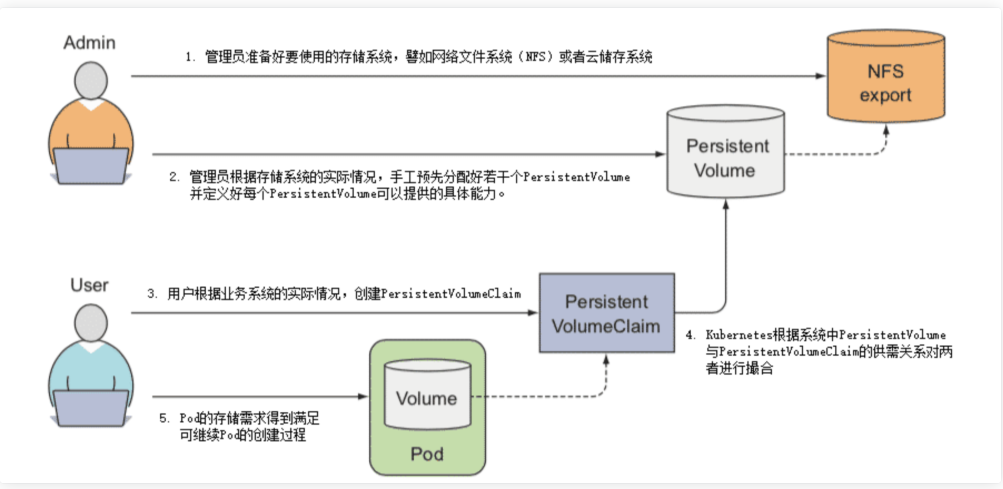 Admin
1. 管理员准备好要使用的存储系统，譬如网络文件系统（NFS）或者云储存系统
NFS
export
Persistent
Volume
2. 管理员根据存储系统的实际情况，手工预先分配好若干个PersistentVolume
并定义好每个PersistentVolume可以提供的具体能力。
User
3. 用户根据业务系统的实际情况，创建PersistentVolumeClaim
Persistent
VolumeClaim
4. Kubernetes根据系统中PersistentVolume
与PersistentVolumeClaim的供需关系对两
者进行撮合
Volume
Pod
5. Pod的存储需求得到满足
可继续Pod的创建过程